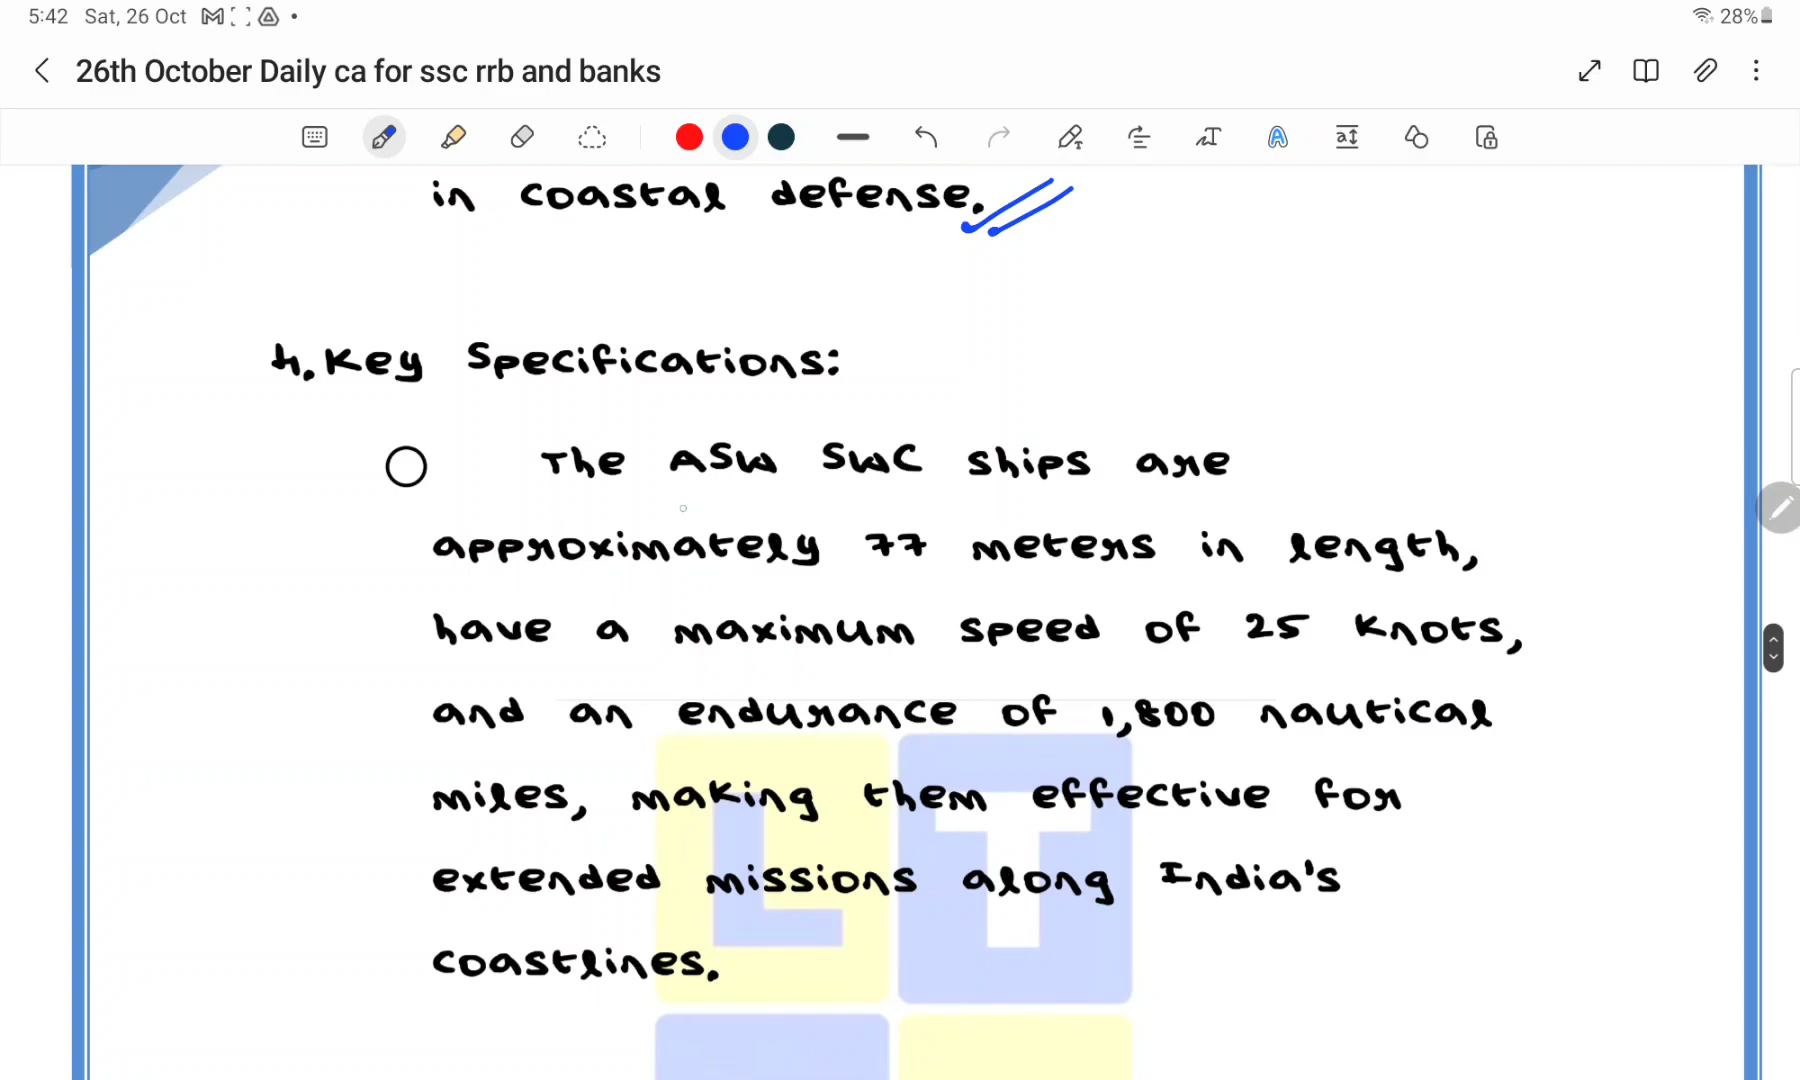 5:42 Sat, 26 Oct
28%
26th October Daily ca for ssc rrb and banks
in coastal defense.
4. Key Specifications:
The ASW SWC ships are
approximately 77 meters in length,
have a maximum speed of 25 knots,
and an endurance of 1,800 nautical
miles, making them effective for
extended missions along India's
coastlines.
LT